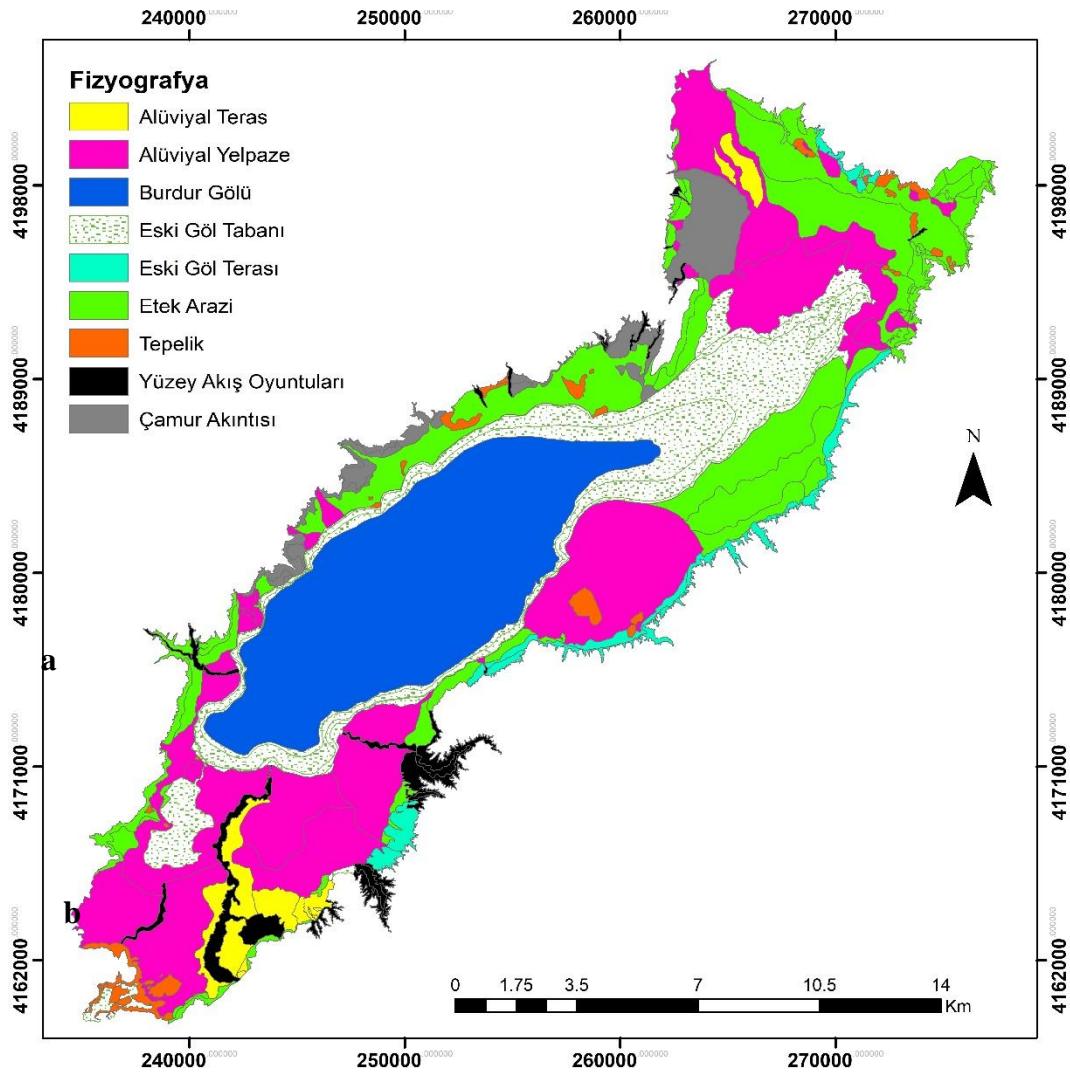 240000 250000 260000 270000
Fizyografya
Alüviyal Teras
Alüviyal Yelpaze
Burdur Gölü
Eski Göl Tabanı
Eski Göl Terası
Etek Arazi
Tepelik
Yüzey Akış Oyuntuları
Çamur Akıntısı
4198000
4198000
4189000
4189000
N
4180000
4180000
a
4171000
4171000
b
4162000
4162000
0 1.75 3.5 7 10.5 14
Km
240000 250000 260000 270000